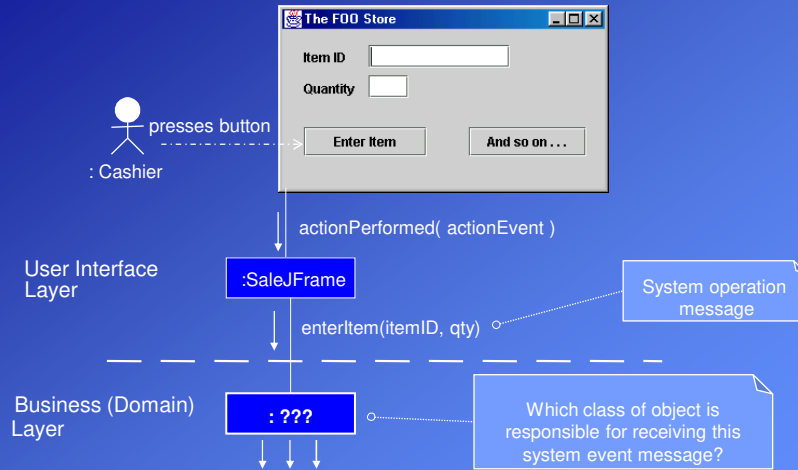 The FOO Store
Item ID
Quantity
Enter Item
And so on . . .
presses button
: Cashier
actionPerformed( actionEvent )
User Interface
Layer
:SaleJFrame
System operation
message
enterItem(itemID, qty)
Business (Domain)
Layer
: ???
Which class of object is
responsible for receiving this
system event message?